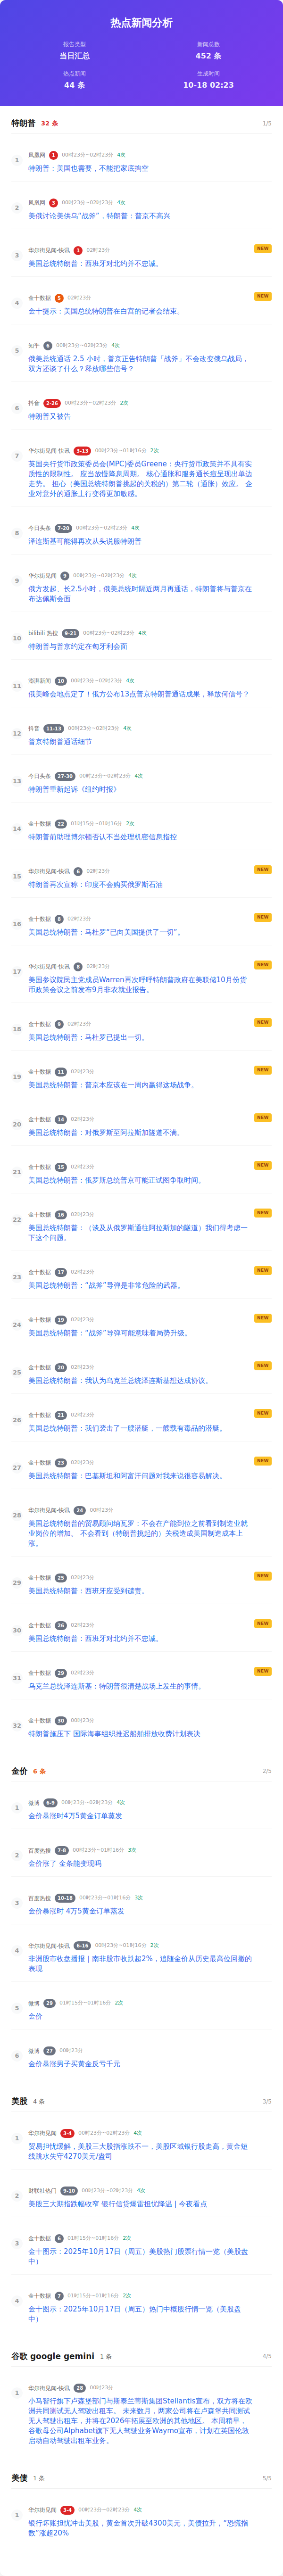 热点新闻分析
报告类型
当日汇总
新闻总数
452 条
热点新闻
44 条
生成时间
10-18 02:23
特朗普 32 条 1/5
1 凤凰网 1 00时23分~02时23分 4次
特朗普：美国也需要，不能把家底掏空
2 凤凰网 3 00时23分~02时23分 4次
美俄讨论美供乌“战斧”，特朗普：普京不高兴
3 华尔街见闻-快讯 1 02时23分 NEW
美国总统特朗普：西班牙对北约并不忠诚。
4 金十数据 5 02时23分 NEW
金十提示：美国总统特朗普在白宫的记者会结束。
5 知乎 6 00时23分~02时23分 4次
俄美总统通话 2.5 小时，普京正告特朗普「战斧」不会改变俄乌战局，
双方还谈了什么？释放哪些信号？
6 抖音 2-26 00时23分~02时23分 2次
特朗普又被告
7 华尔街见闻-快讯 3-13 00时23分~01时16分 2次
英国央行货币政策委员会(MPC)委员Greene：央行货币政策并不具有实
质性的限制性。 应当放慢降息周期。 核心通胀和服务通长痘呈现出单边
走势。 担心（美国总统特朗普挑起的关税的）第二轮（通胀）效应。 企
业对意外的通胀上行变得更加敏感。
8 今日头条 7-20 00时23分~02时23分 4次
泽连斯基可能得再次从头说服特朗普
9 华尔街见闻 9 00时23分~02时23分 4次
俄方发起、长2.5小时，俄美总统时隔近两月再通话，特朗普将与普京在
布达佩斯会面
10 bilibili 热搜 9-21 00时23分~02时23分 4次
特朗普与普京约定在匈牙利会面
11 澎湃新闻 10 00时23分~02时23分 4次
俄美峰会地点定了！俄方公布13点普京特朗普通话成果，释放何信号？
12 抖音 11-13 00时23分~02时23分 4次
普京特朗普通话细节
13 今日头条 27-30 00时23分~02时23分 4次
特朗普重新起诉《纽约时报》
14 金十数据 22 01时15分~01时16分 2次
特朗普前助理博尔顿否认不当处理机密信息指控
15 华尔街见闻-快讯 6 02时23分 NEW
特朗普再次宣称：印度不会购买俄罗斯石油
16 金十数据 8 02时23分 NEW
美国总统特朗普：马杜罗“已向美国提供了一切”。
17 华尔街见闻-快讯 8 02时23分 NEW
美国参议院民主党成员Warren再次呼呼特朗普政府在美联储10月份货
币政策会议之前发布9月非农就业报告。
18 金十数据 9 02时23分 NEW
美国总统特朗普：马杜罗已提出一切。
19 金十数据 11 02时23分 NEW
美国总统特朗普：普京本应该在一周内赢得这场战争。
20 金十数据 14 02时23分 NEW
美国总统特朗普：对俄罗斯至阿拉斯加隧道不满。
21 金十数据 15 02时23分 NEW
美国总统特朗普：俄罗斯总统普京可能正试图争取时间。
22 金十数据 16 02时23分 NEW
美国总统特朗普：（谈及从俄罗斯通往阿拉斯加的隧道）我们得考虑一
下这个问题。
23 金十数据 17 02时23分 NEW
美国总统特朗普：“战斧”导弹是非常危险的武器。
24 金十数据 19 02时23分 NEW
美国总统特朗普：“战斧”导弹可能意味着局势升级。
25 金十数据 20 02时23分 NEW
美国总统特朗普：我认为乌克兰总统泽连斯基想达成协议。
26 金十数据 21 02时23分 NEW
美国总统特朗普：我们袭击了一艘潜艇，一艘载有毒品的潜艇。
27 金十数据 23 02时23分 NEW
美国总统特朗普：巴基斯坦和阿富汗问题对我来说很容易解决。
28 华尔街见闻-快讯 24 00时23分
美国总统特朗普的贸易顾问纳瓦罗：不会在产能到位之前看到制造业就
业岗位的增加。 不会看到（特朗普挑起的）关税造成美国制造成本上
涨。
29 金十数据 25 02时23分 NEW
美国总统特朗普：西班牙应受到谴责。
30 金十数据 26 02时23分 NEW
美国总统特朗普：西班牙对北约并不忠诚。
31 金十数据 29 02时23分 NEW
乌克兰总统泽连斯基：特朗普很清楚战场上发生的事情。
32 金十数据 30 00时23分
特朗普施压下 国际海事组织推迟船舶排放收费计划表决
金价 6 条 2/5
1 微博 6-9 00时23分~02时23分 4次
金价暴涨时4万5黄金订单蒸发
2 百度热搜 7-8 00时23分~01时16分 3次
金价涨了 金条能变现吗
3 百度热搜 10-18 00时23分~01时16分 3次
金价暴涨时 4万5黄金订单蒸发
4 华尔街见闻-快讯 6-16 00时23分~01时16分 2次
非洲股市收盘播报｜南非股市收跌超2%，追随金价从历史最高位回撤的
表现
5 微博 29 01时15分~01时16分 2次
金价
6 微博 27 00时23分
金价暴涨男子买黄金反亏千元
美股 4 条 3/5
1 华尔街见闻 3-4 00时23分~02时23分 4次
贸易担忧缓解，美股三大股指涨跌不一，美股区域银行股走高，黄金短
线跳水失守4270美元/盎司
2 财联社热门 9-10 00时23分~02时23分 4次
美股三大期指跌幅收窄 银行信贷爆雷担忧降温 | 今夜看点
3 金十数据 6 01时15分~01时16分 2次
金十图示：2025年10月17日（周五）美股热门股票行情一览（美股盘
中）
4 金十数据 7 01时15分~01时16分 2次
金十图示：2025年10月17日（周五）热门中概股行情一览（美股盘
中）
谷歌 google gemini 1 条 4/5
1 华尔街见闻-快讯 28 00时23分
小马智行旗下卢森堡部门与斯泰兰蒂斯集团Stellantis宣布，双方将在欧
洲共同测试无人驾驶出租车。 未来数月，两家公司将在卢森堡共同测试
无人驾驶出租车，并将在2026年拓展至欧洲的其他地区。 本周稍早，
谷歌母公司Alphabet旗下无人驾驶业务Waymo宣布，计划在英国伦敦
启动自动驾驶出租车业务。
美债 1 条 5/5
1 华尔街见闻 3-4 00时23分~02时23分 4次
银行坏账担忧冲击美股，黄金首次升破4300美元，美债拉升，“恐慌指
数”涨超20%